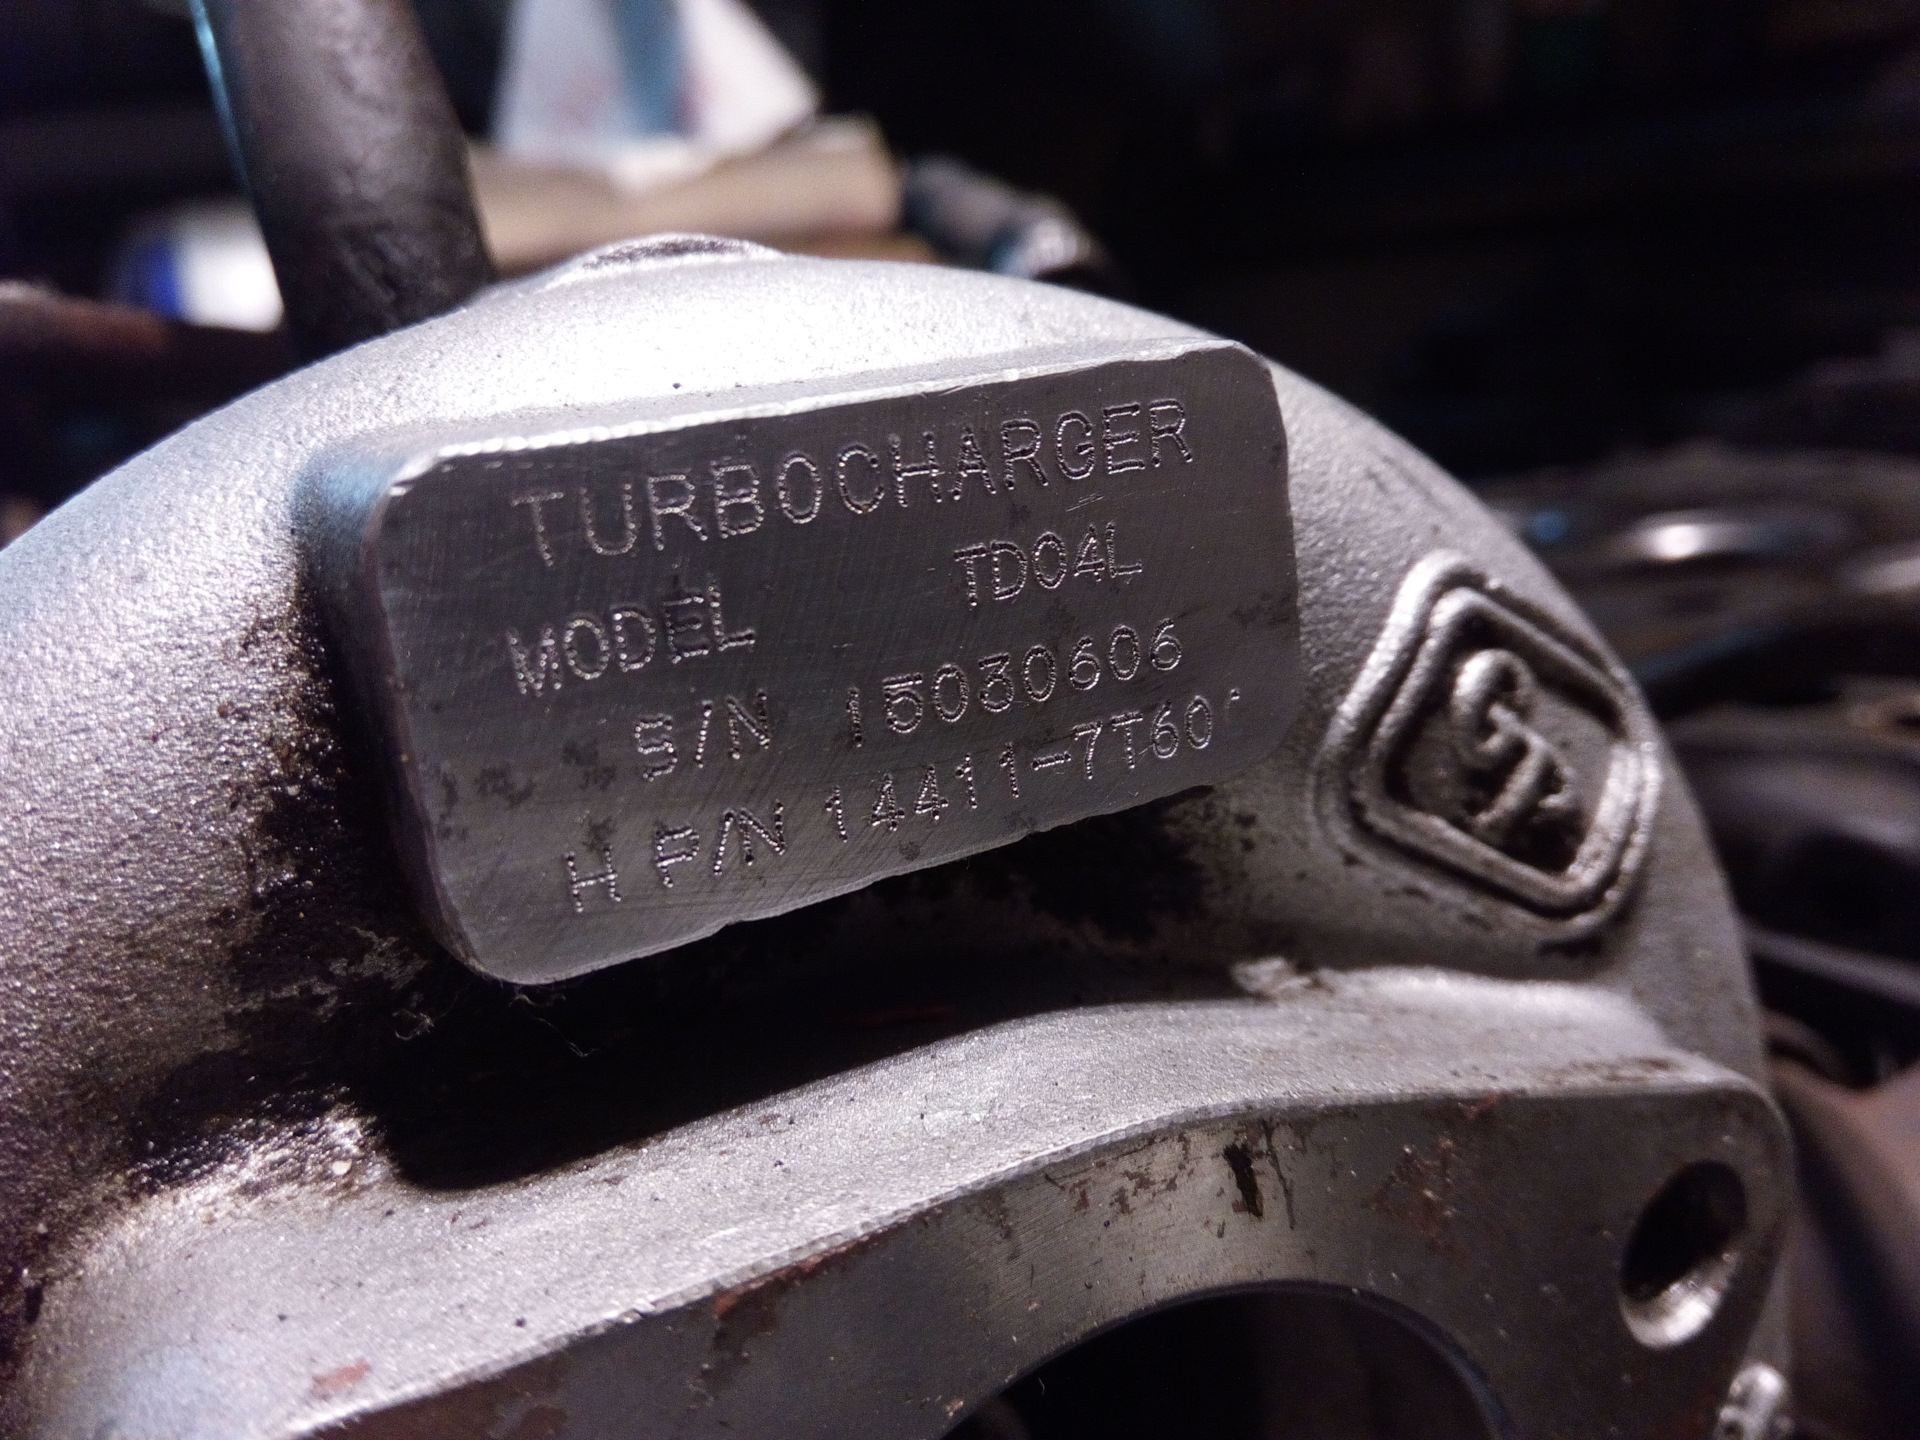 TURBOCHARGER
MODEL TD04L
S/N 15030606
H P/N 14411-7T60